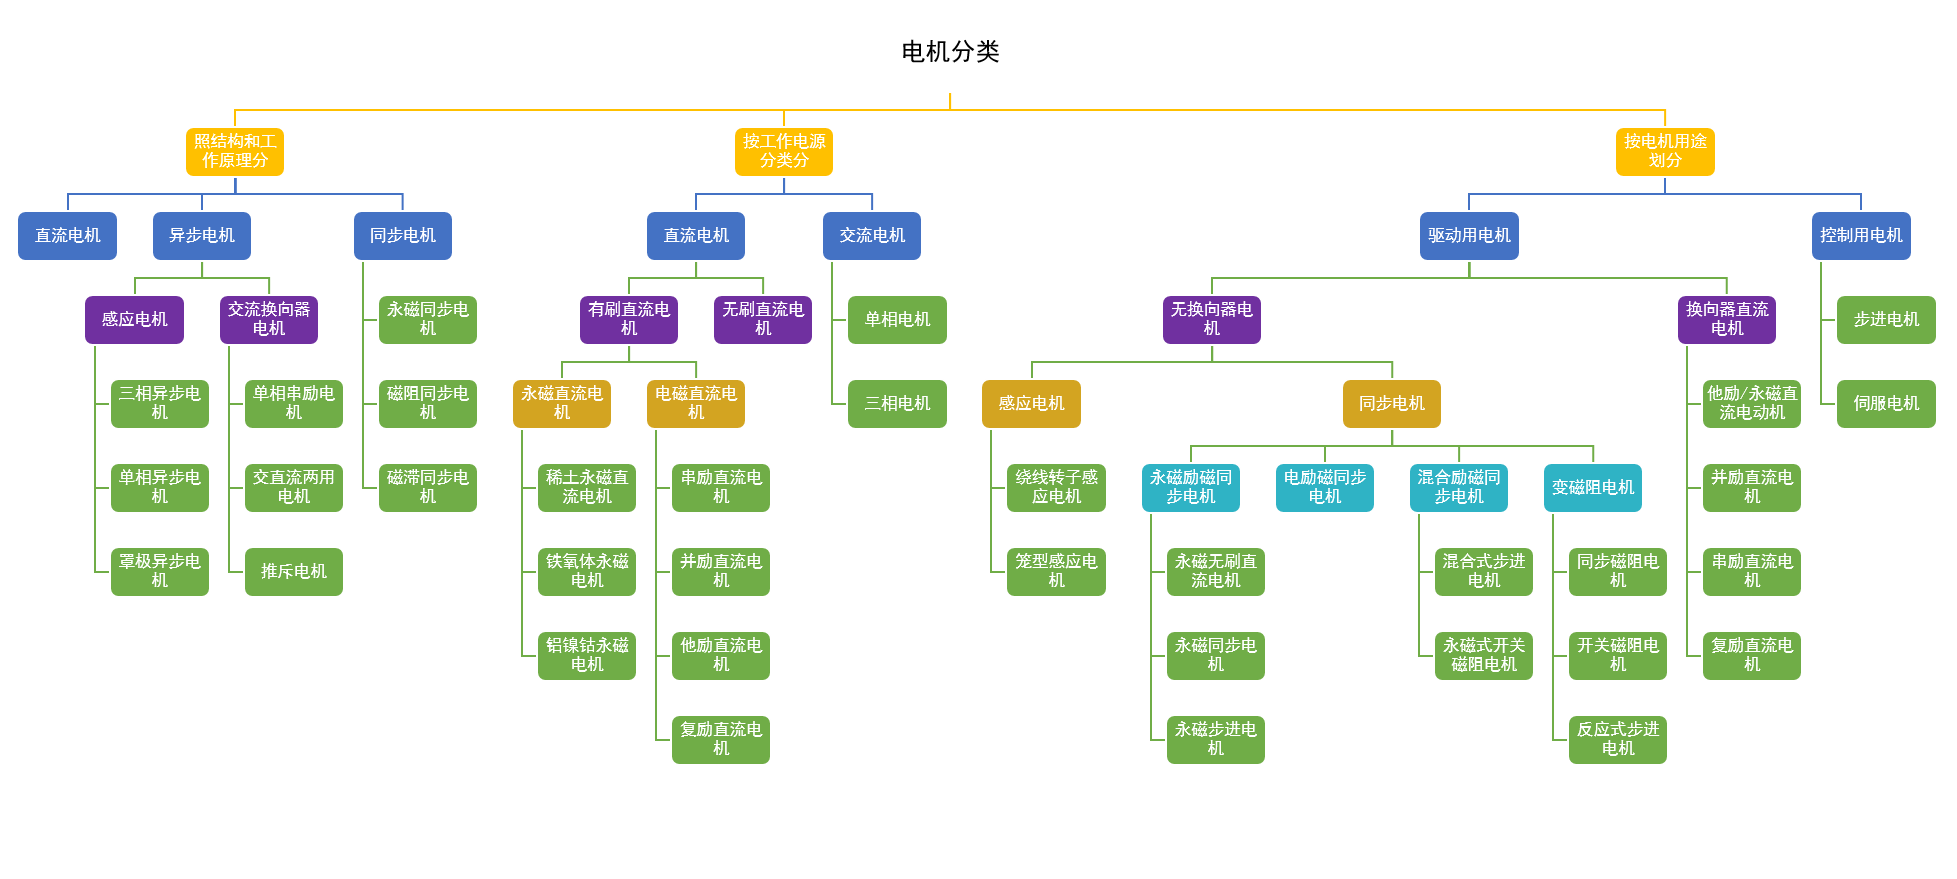 电机分类
照结构和工
作原理分
按工作电源
分类分
按电机用途
划分
直流电机
异步电机
同步电机
直流电机
交流电机
驱动用电机
控制用电机
感应电机
交流换向器
电机
永磁同步电
机
有刷直流电
机
无刷直流电
机
单相电机
无换向器电
机
换向器直流
电机
步进电机
三相异步电
机
单相串励电
机
磁阻同步电
机
永磁直流电
机
电磁直流电
机
三相电机
感应电机
同步电机
他励/永磁直
流电动机
伺服电机
单相异步电
机
交直流两用
电机
磁滞同步电
机
稀土永磁直
流电机
串励直流电
机
绕线转子感
应电机
永磁励磁同
步电机
电励磁同步
电机
混合励磁同
步电机
变磁阻电机
并励直流电
机
罩极异步电
机
推斥电机
铁氧体永磁
电机
并励直流电
机
笼型感应电
机
永磁无刷直
流电机
混合式步进
电机
同步磁阻电
机
串励直流电
机
铝镍钴永磁
电机
他励直流电
机
永磁同步电
机
永磁式开关
磁阻电机
开关磁阻电
机
复励直流电
机
复励直流电
机
永磁步进电
机
反应式步进
电机